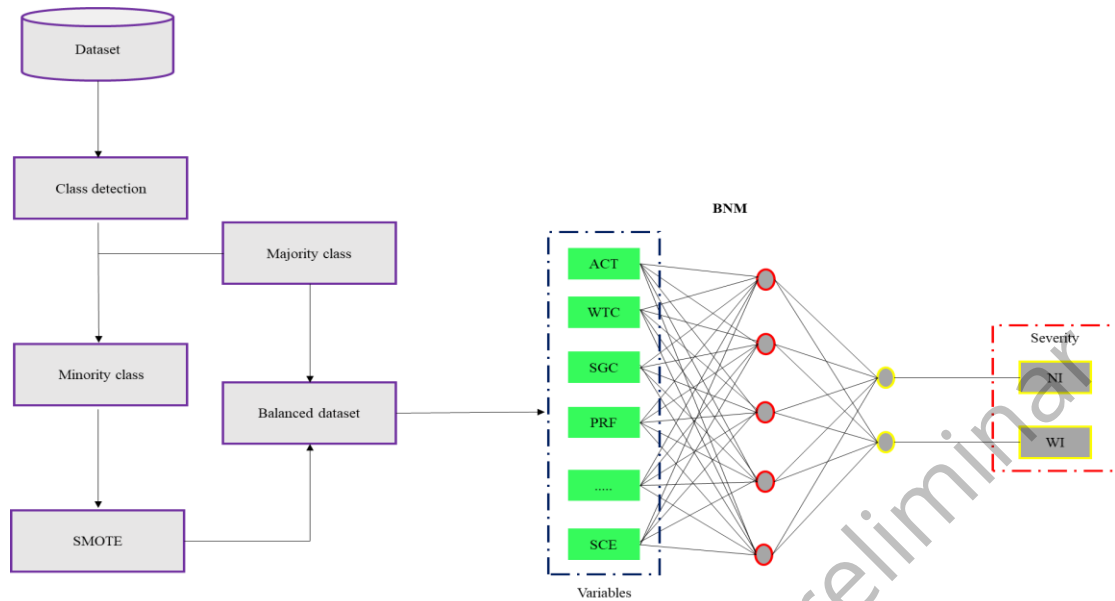 Dataset
Class detection
Majority class
Minority class
Balanced dataset
SMOTE
BNM
ACT
WTC
SGC
PRF
.....
SCE
Variables
Severity
NI
WI
reliminar